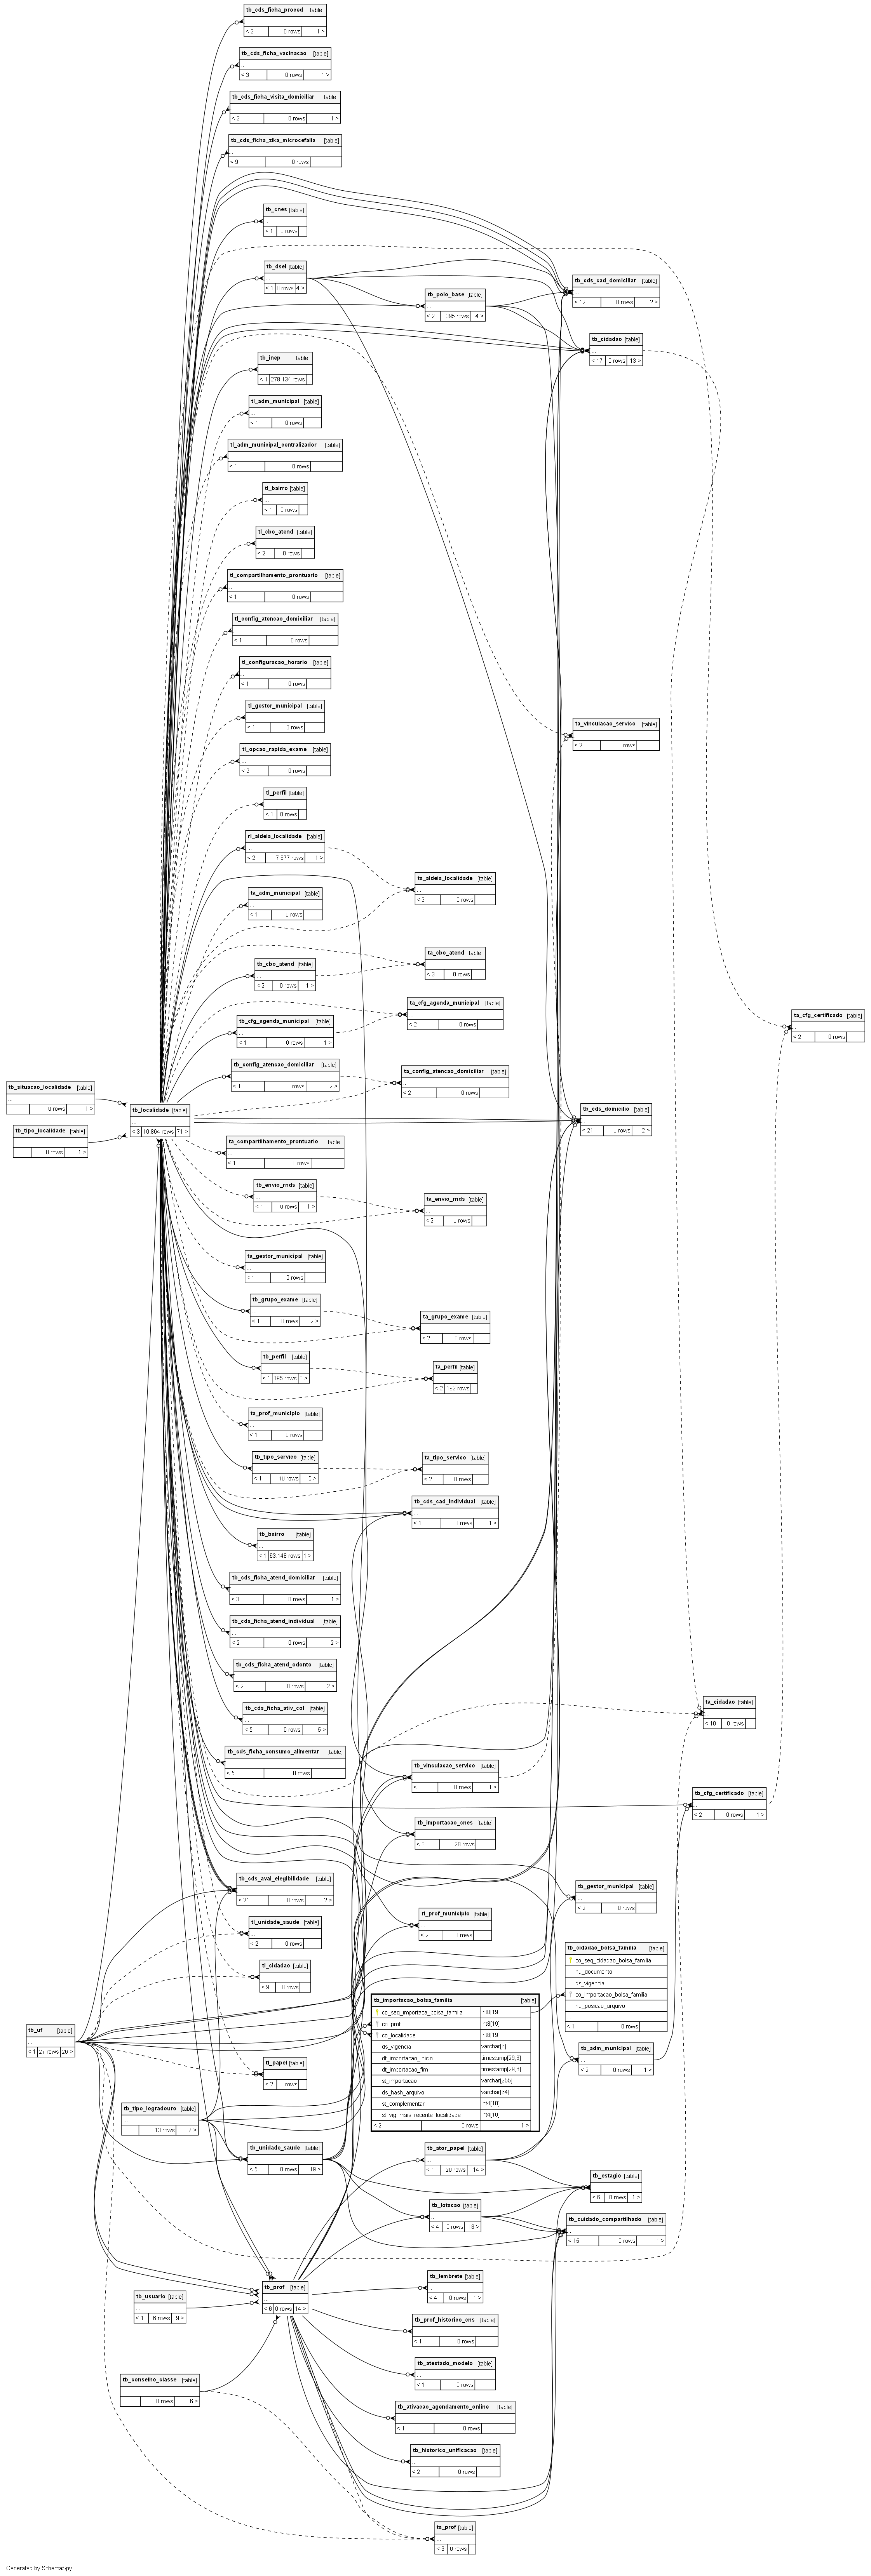 tb_cds_ficha_proced [table]
...
< 2 0 rows 1 >
tb_cds_ficha_vacinacao [table]
...
< 3 0 rows 1 >
tb_cds_ficha_visita_domiciliar [table]
...
< 2 0 rows 1 >
tb_cds_ficha_zika_microcefalia [table]
...
< 9 0 rows
tb_cnes [table]
...
< 1 0 rows
tb_dsei [table]
...
< 1 0 rows 4 >
tb_cds_cad_domiciliar [table]
...
< 12 0 rows 2 >
tb_polo_base [table]
...
< 2 395 rows 4 >
tb_cidadao [table]
...
< 17 0 rows 13 >
tb_inep [table]
...
< 1 278.134 rows
tl_adm_municipal [table]
...
< 1 0 rows
tl_adm_municipal_centralizador [table]
...
< 1 0 rows
tl_bairro [table]
...
< 1 0 rows
tl_cbo_atend [table]
...
< 2 0 rows
tl_compartilhamento_prontuario [table]
...
< 1 0 rows
tl_config_atencao_domiciliar [table]
...
< 1 0 rows
tl_configuracao_horario [table]
...
< 1 0 rows
tl_gestor_municipal [table]
...
< 1 0 rows
ta_vinculacao_servico [table]
...
< 2 0 rows
tl_opcao_rapida_exame [table]
...
< 2 0 rows
tl_perfil [table]
...
< 1 0 rows
rl_aldeia_localidade [table]
...
< 2 7.877 rows 1 >
ta_aldeia_localidade [table]
...
< 3 0 rows
ta_adm_municipal [table]
...
< 1 0 rows
ta_cbo_atend [table]
...
< 3 0 rows
tb_cbo_atend [table]
...
< 2 0 rows 1 >
ta_cfg_agenda_municipal [table]
...
< 2 0 rows
ta_cfg_certificado [table]
...
< 2 0 rows
tb_cfg_agenda_municipal [table]
...
< 1 0 rows 1 >
tb_config_atencao_domiciliar [table]
...
< 1 0 rows 2 >
ta_config_atencao_domiciliar [table]
...
< 2 0 rows
tb_situacao_localidade [table]
...
0 rows 1 >
tb_localidade [table]
...
< 3 10.864 rows 71 >
tb_cds_domicilio [table]
...
< 21 0 rows 2 >
tb_tipo_localidade [table]
...
0 rows 1 >
ta_compartilhamento_prontuario [table]
...
< 1 0 rows
tb_envio_rnds [table]
...
< 1 0 rows 1 >
ta_envio_rnds [table]
...
< 2 0 rows
ta_gestor_municipal [table]
...
< 1 0 rows
tb_grupo_exame [table]
...
< 1 0 rows 2 >
ta_grupo_exame [table]
...
< 2 0 rows
tb_perfil [table]
...
< 1 195 rows 3 >
ta_perfil [table]
...
< 2 192 rows
ta_prof_municipio [table]
...
< 1 0 rows
tb_tipo_servico [table]
...
< 1 10 rows 5 >
ta_tipo_servico [table]
...
< 2 0 rows
tb_cds_cad_individual [table]
...
< 10 0 rows 1 >
tb_bairro [table]
...
< 1 63.148 rows 1 >
tb_cds_ficha_atend_domiciliar [table]
...
< 3 0 rows 1 >
tb_cds_ficha_atend_individual [table]
...
< 2 0 rows 2 >
tb_cds_ficha_atend_odonto [table]
...
< 2 0 rows 2 >
tb_cds_ficha_ativ_col [table]
...
< 5 0 rows 5 >
ta_cidadao [table]
...
< 10 0 rows
tb_cds_ficha_consumo_alimentar [table]
...
< 5 0 rows
tb_vinculacao_servico [table]
...
< 3 0 rows 1 >
tb_cfg_certificado [table]
...
< 2 0 rows 1 >
tb_importacao_cnes [table]
...
< 3 29 rows
tb_cds_aval_elegibilidade [table]
...
< 21 0 rows 2 >
tb_gestor_municipal [table]
...
< 2 0 rows
rl_prof_municipio [table]
...
< 2 0 rows
tl_unidade_saude [table]
...
< 2 0 rows
tb_cidadao_bolsa_familia [table]
co_seq_cidadao_bolsa_familia
nu_documento
ds_vigencia
co_importacao_bolsa_familia
nu_posicao_arquivo
...
< 1 0 rows
tl_cidadao [table]
...
< 9 0 rows
tb_importacao_bolsa_familia [table]
co_seq_importaca_bolsa_familia int8[19]
co_prof int8[19]
co_localidade int8[19]
ds_vigencia varchar[6]
dt_importacao_inicio timestamp[29,6]
dt_importacao_fim timestamp[29,6]
st_importacao varchar[255]
ds_hash_arquivo varchar[64]
st_complementar int4[10]
st_vig_mais_recente_localidade int4[10]
< 2 0 rows 1 >
tb_uf [table]
...
< 1 27 rows 26 >
tb_adm_municipal [table]
...
< 2 0 rows 1 >
tl_papel [table]
...
< 2 0 rows
tb_tipo_logradouro [table]
...
313 rows 7 >
tb_unidade_saude [table]
...
< 5 0 rows 19 >
tb_ator_papel [table]
...
< 1 20 rows 14 >
tb_estagio [table]
...
< 6 0 rows 1 >
tb_lotacao [table]
...
< 4 0 rows 18 >
tb_cuidado_compartilhado [table]
...
< 15 0 rows 1 >
tb_prof [table]
...
< 6 0 rows 14 >
tb_lembrete [table]
...
< 4 0 rows 1 >
tb_usuario [table]
...
< 1 6 rows 9 >
tb_prof_historico_cns [table]
...
< 1 0 rows
tb_atestado_modelo [table]
...
< 1 0 rows
tb_conselho_classe [table]
...
0 rows 6 >
tb_ativacao_agendamento_online [table]
...
< 1 0 rows
tb_historico_unificacao [table]
...
< 2 0 rows
ta_prof [table]
...
< 3 0 rows
Generated by SchemaSpy